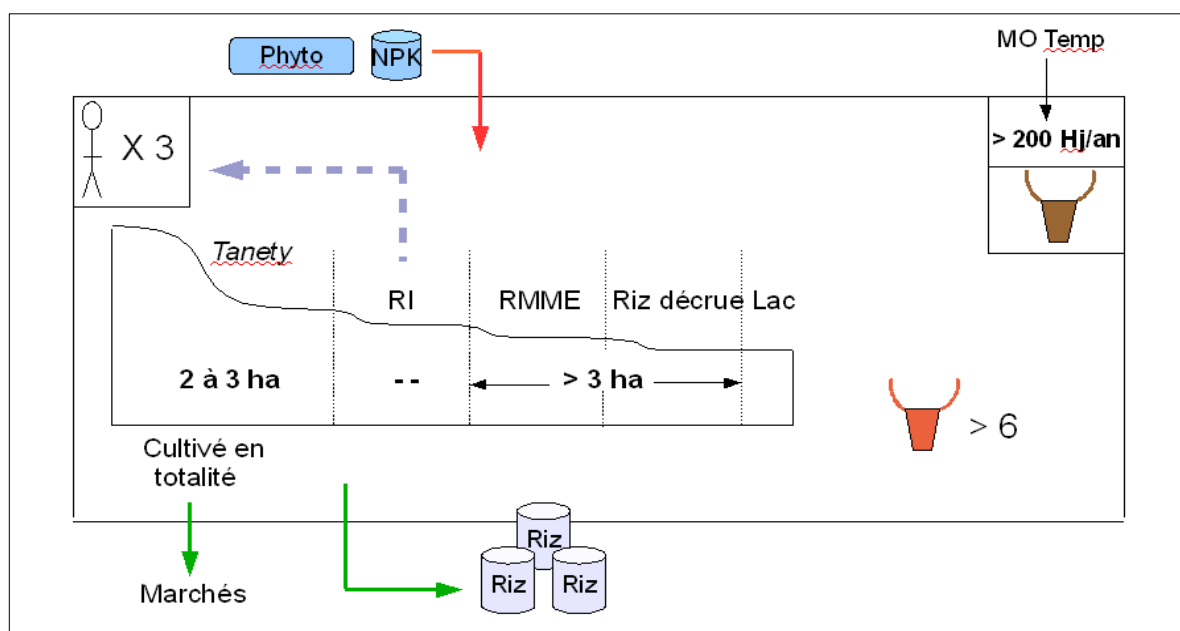 Phyto
NPK
MO Temp
X 3
> 200 Hj/an
Tanety
RI
RMME
Riz décrue
Lac
2 à 3 ha
- -
> 3 ha
> 6
Cultivé en
totalité
Marchés
Riz
Riz
Riz